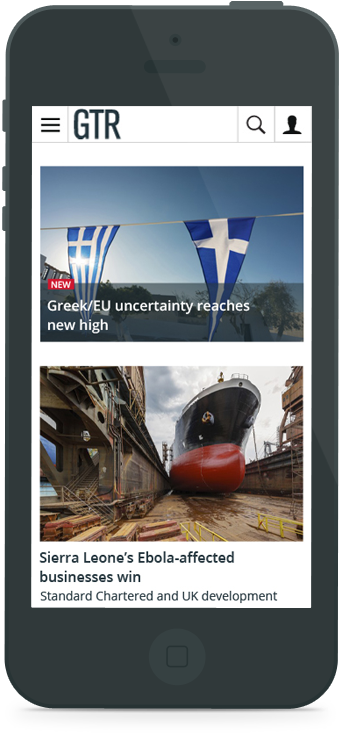 GTR
NEW
Greek/EU uncertainty reaches
new high
Sierra Leone’s Ebola-affected
businesses win
Standard Chartered and UK development